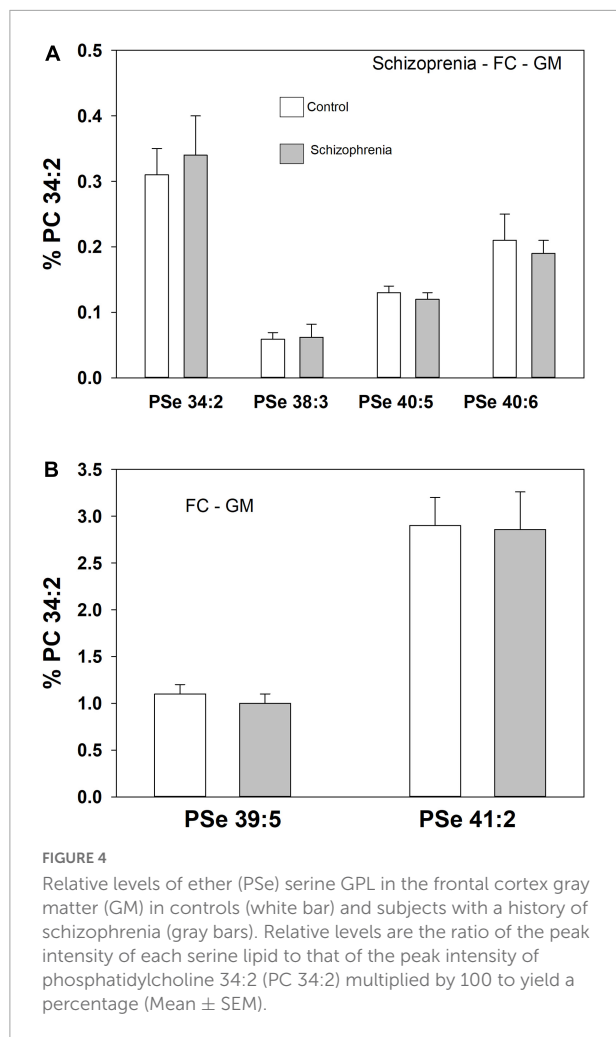 A
Schizoprenia - FC - GM
Control
Schizophrenia
% PC 34:2
0.5
0.4
0.3
0.2
0.1
0.0
PSe 34:2 PSe 38:3 PSe 40:5 PSe 40:6
B
FC - GM
% PC 34:2
3.5
3.0
2.5
2.0
1.5
1.0
0.5
0.0
PSe 39:5 PSe 41:2
FIGURE 4
Relative levels of ether (PSe) serine GPL in the frontal cortex gray
matter (GM) in controls (white bar) and subjects with a history of
schizophrenia (gray bars). Relative levels are the ratio of the peak
intensity of each serine lipid to that of the peak intensity of
phosphatidylcholine 34:2 (PC 34:2) multiplied by 100 to yield a
percentage (Mean ± SEM).